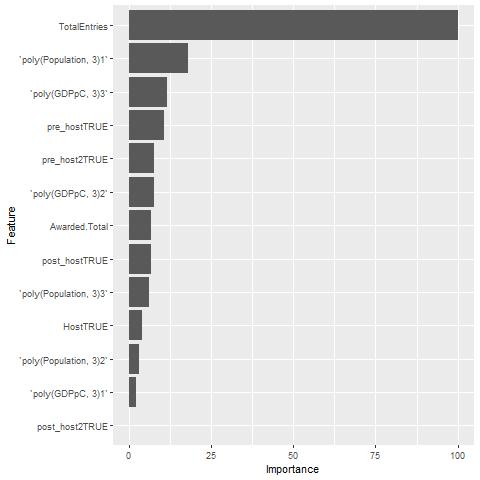 TotalEntries
`poly(Population, 3)1`
`poly(GDPpC, 3)3`
pre_hostTRUE
pre_host2TRUE
`poly(GDPpC, 3)2`
Awarded.Total
post_hostTRUE
`poly(Population, 3)3`
HostTRUE
`poly(Population, 3)2`
`poly(GDPpC, 3)1`
post_host2TRUE
Feature
0 25 50 75 100
Importance